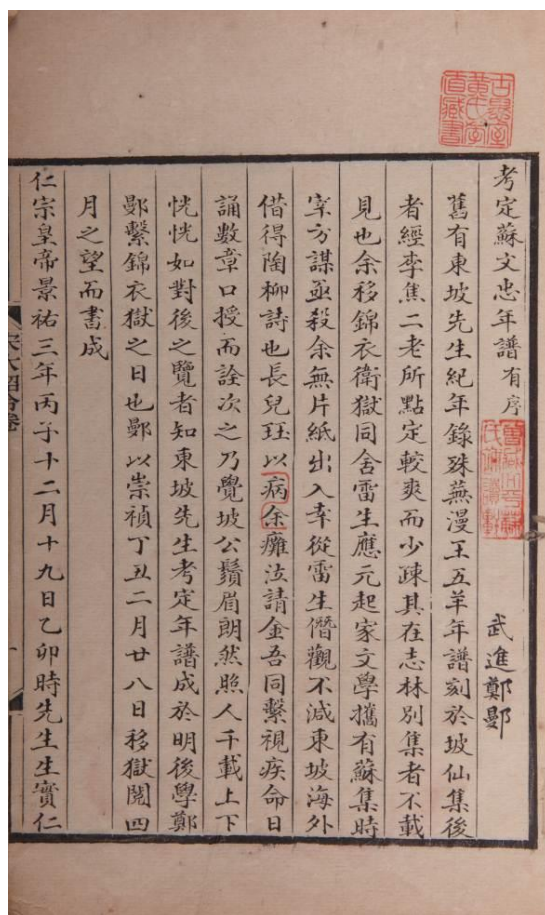 考定蘇文忠年譜有序
武進鄭鄤
舊有東坡先生紀年錄殊蕪漫王五羊年譜刻於坡仙集後
者經李焦二老所點定較爽而少疎其在志林別集者不載
見也余移錦衣衛獄同舍雷生應元起家文學攜有蘇集時
宰方謀亟殺余無片紙出入幸從雷生僭觀不減東坡海外
借得陶柳詩也長兒珏以病余癱泣請金吾同繫視疾命日
誦數章口授而詮次之乃覺坡公鬚眉朗然照人千載上下
恍恍如對後之覽者知東坡先生考定年譜成於明後學鄭
鄤繫錦衣獄之日也鄤以崇禎丁丑二月廿八日移獄閱四
月之望而書成
仁宗皇帝景祐三年丙子十二月十九日乙卯時先生生實仁